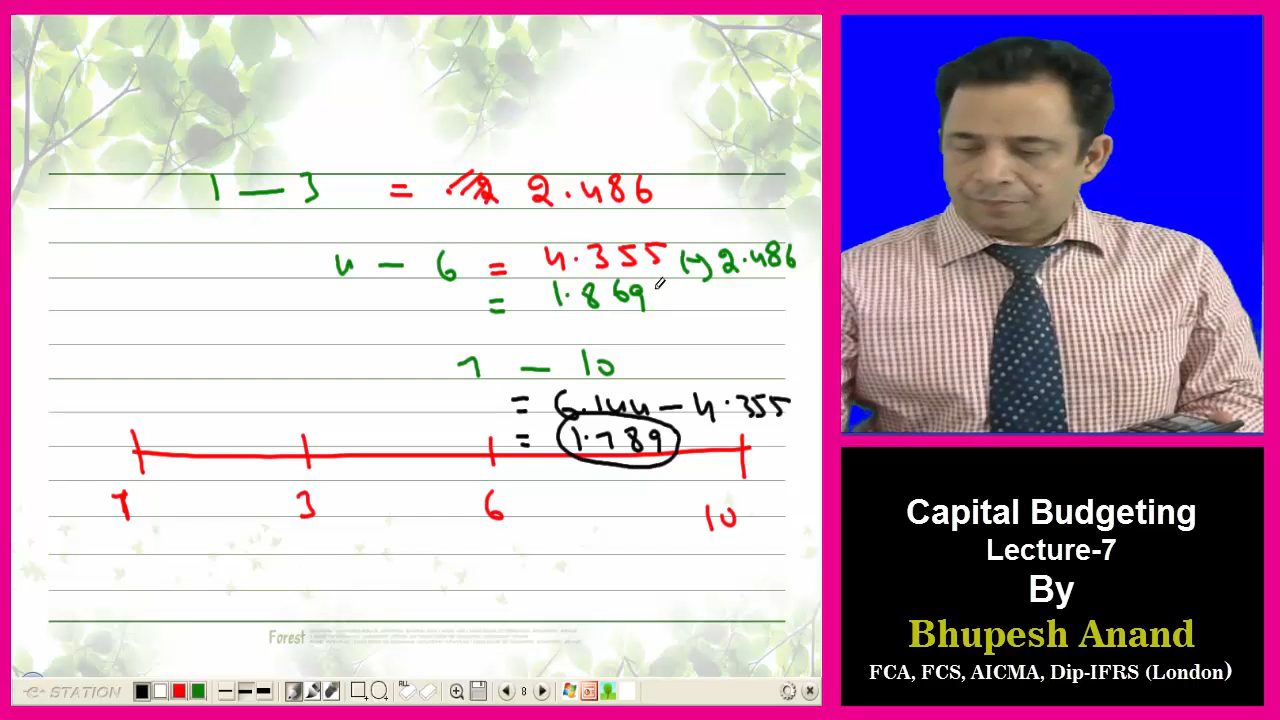 1 — 3 = 2.486
4 — 6 = 4.355 (-) 2.486
= 1.869
7 — 10
= 6.144 — 4.355
= 1.789
1 3 6 10
Forest
e-STATION
8
Capital Budgeting
Lecture-7
By
Bhupesh Anand
FCA, FCS, AICMA, Dip-IFRS (London)